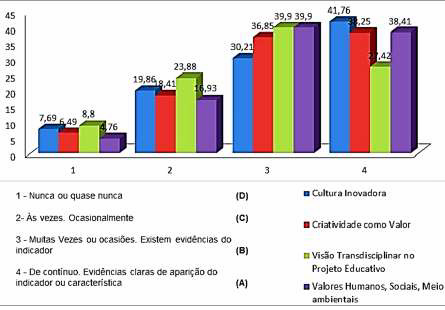 45
40
35
30
25
20
15
10
5
0
7,69 6,49 8,8 4,76
19,86 18,41 23,88 16,93
30,21 36,85 39,9 39,9
41,76 38,25 27,42 38,41
1 2 3 4
1 - Nunca ou quase nunca (D)
2- Às vezes. Ocasionalmente (C)
3 - Muitas Vezes ou ocasiões. Existem evidências do
indicador (B)
4 - De contínuo. Evidências claras de aparição do
indicador ou característica (A)
Cultura Inovadora
Criatividade como Valor
Visão Transdisciplinar no
Projeto Educativo
Valores Humanos, Sociais, Meio
ambientais